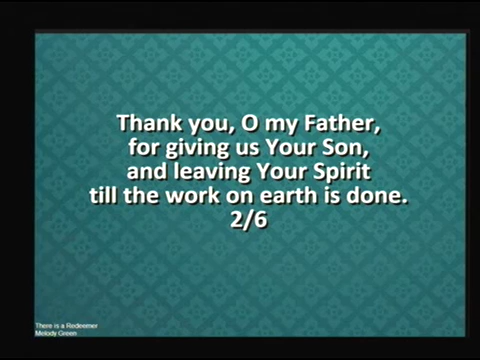 Thank you, O my Father,
for giving us Your Son,
and leaving Your Spirit
till the work on earth is done.
2/6
There is a Redeemer
Melody Green